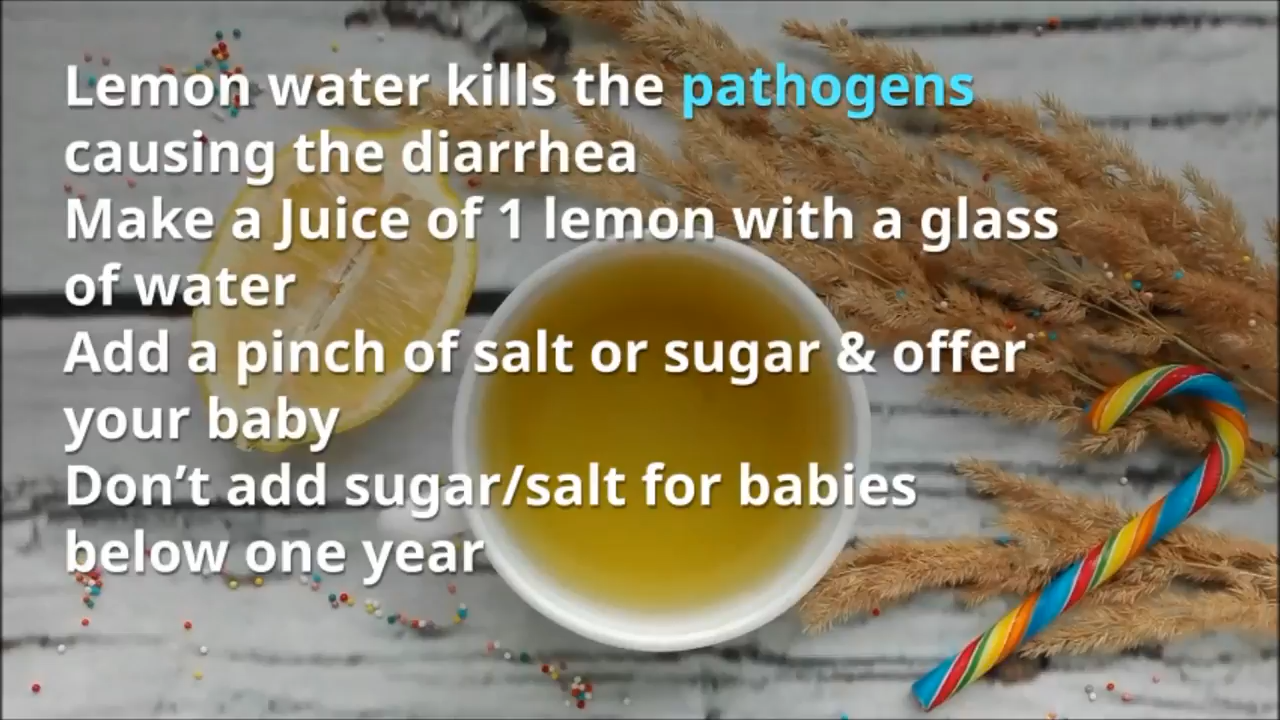 Lemon water kills the pathogens
causing the diarrhea
Make a Juice of 1 lemon with a glass
of water
Add a pinch of salt or sugar & offer
your baby
Don’t add sugar/salt for babies
below one year